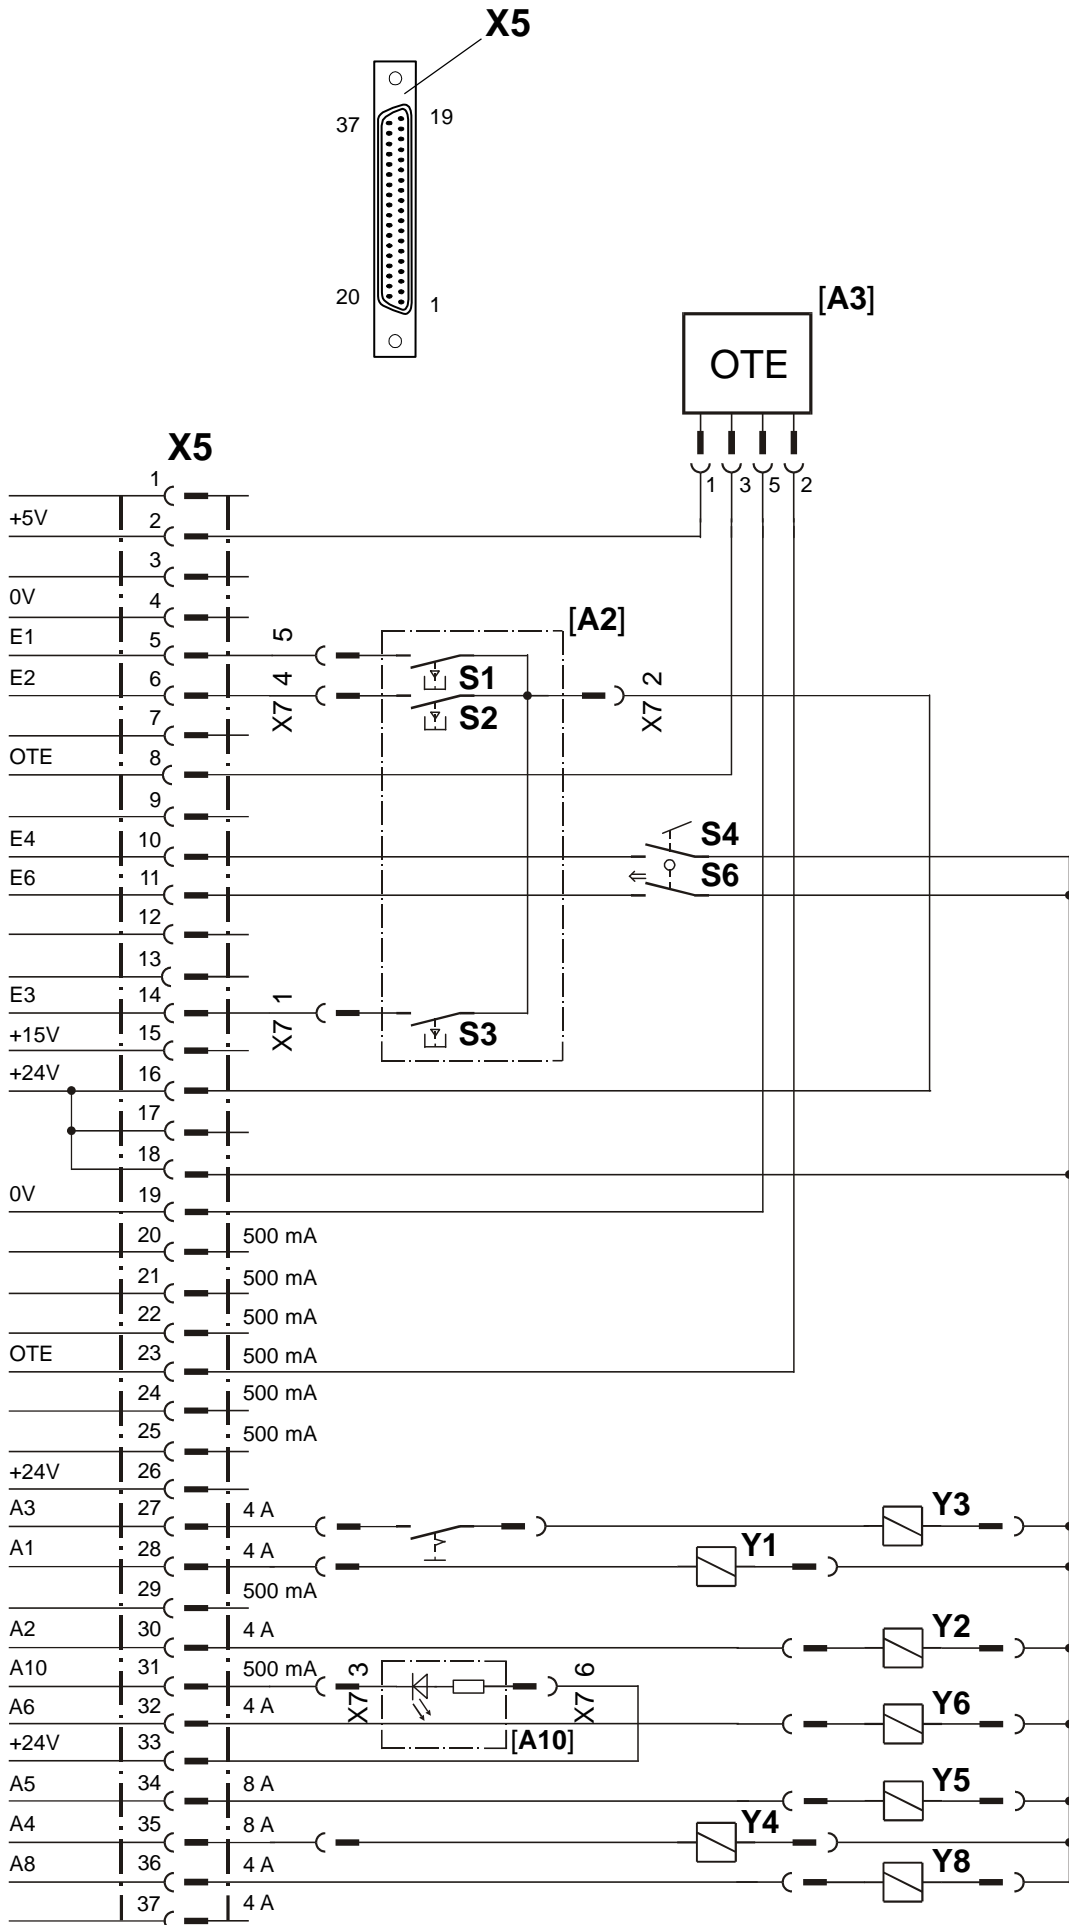 X5
37 19
20 1
[A3]
OTE
1 3 5 2
X5
1
+5V 2
3
0V 4
E1 5 5 [A2]
S1
E2 6 X7 4 X7 2
S2
7
OTE 8
9
E4 10 S4
E6 11 S6
12
13
E3 14 X7 1
S3
+15V 15
+24V 16
17
18
0V 19
20 500 mA
21 500 mA
22 500 mA
OTE 23 500 mA
24 500 mA
25 500 mA
+24V 26
A3 27 4 A Y3
A1 28 4 A Y1
29 500 mA
A2 30 4 A Y2
A10 31 500 mA X7 3 X7 6
A6 32 4 A Y6
+24V 33 [A10]
A5 34 8 A Y5
A4 35 8 A Y4
A8 36 4 A Y8
37 4 A